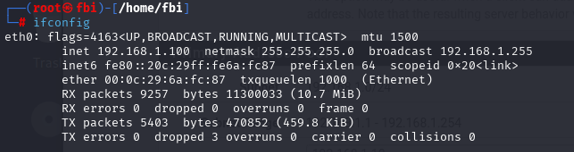 ┌──(root㉿fbi)-[/home/fbi]
└─# ifconfig
eth0: flags=4163<UP,BROADCAST,RUNNING,MULTICAST>  mtu 1500
        inet 192.168.1.100  netmask 255.255.255.0  broadcast 192.168.1.255
        inet6 fe80::20c:29ff:fe6a:fc87  prefixlen 64  scopeid 0×20<link>
        ether 00:0c:29:6a:fc:87  txqueuelen 1000  (Ethernet)
        RX packets 9257  bytes 11300033 (10.7 MiB)
        RX errors 0  dropped 0  overruns 0  frame 0
        TX packets 5403  bytes 470852 (459.8 KiB)
        TX errors 0  dropped 3 overruns 0  carrier 0  collisions 0